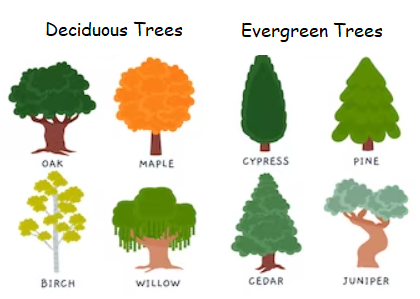 Deciduous Trees
Evergreen Trees
OAK
MAPLE
CYPRESS
PINE
BIRCH
WILLOW
CEDAR
JUNIPER